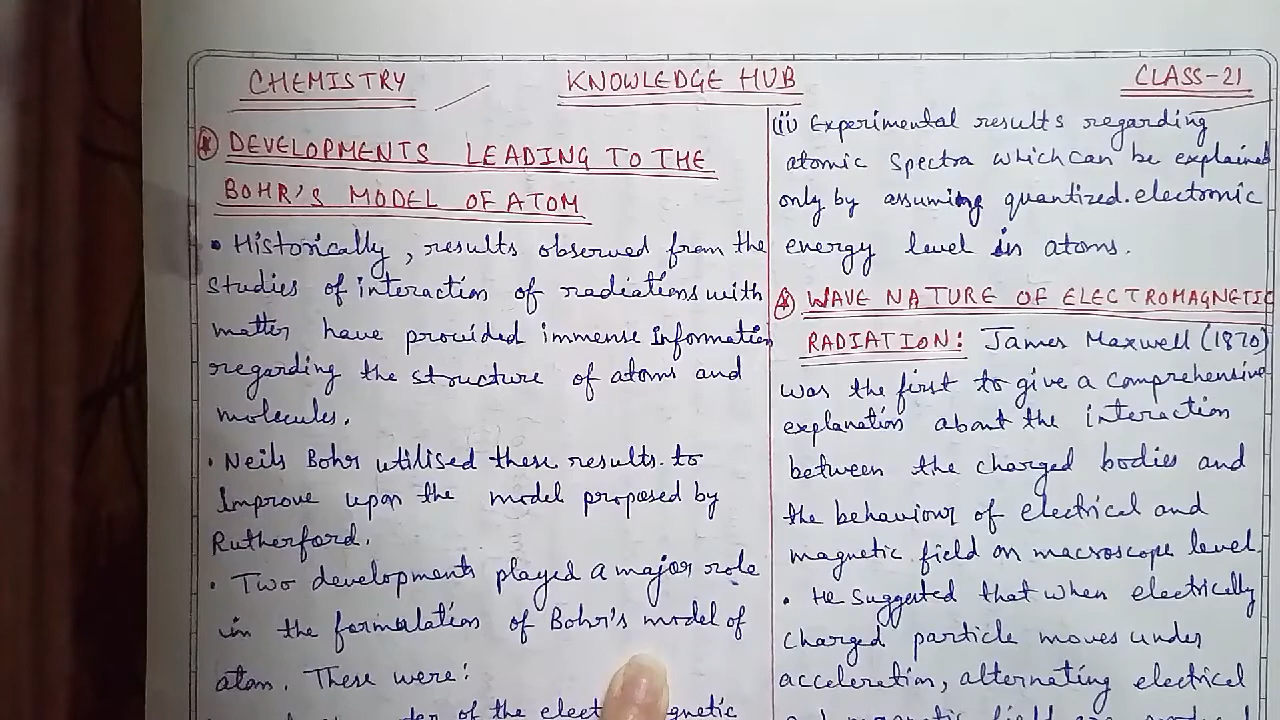 CHEMISTRY
KNOWLEDGE HUB
CLASS-21
DEVELOPMENTS LEADING TO THE
BOHR'S MODEL OF ATOM
• Historically, results observed from the
studies of interaction of radiations with
matter, have provided immense Information
regarding the structure of atoms and
molecules.
• Neils Bohr utilised these results to
Improve upon the model proposed by
Rutherford.
• Two developments played a major role
in the formulation of Bohr's model of
atom. These were:
of the
(ii) Experimental results regarding
atomic spectra which can be explained
only by assuming quantized electronic
energy level in atoms.
WAVE NATURE OF ELECTROMAGNETIC
RADIATION: James Maxwell (1870)
was the first to give a comprehensive
explanation about the interaction
between the charged bodies and
the behaviour of electrical and
magnetic field on macroscope level.
• He suggested that when electrically
charged particle moves under
acceleration, alternating electrical